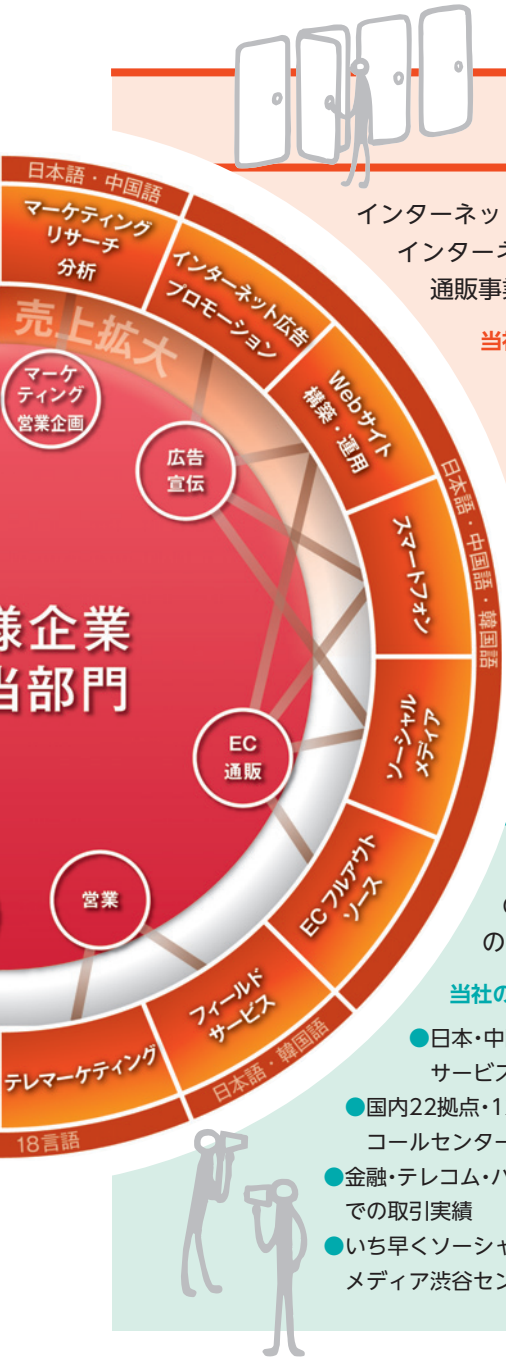 日本語・中国語
マーケティング
リサーチ
分析
インターネット広告
プロモーション
Webサイト
構築・運用
日本語・中国語・韓国語
スマートフォン
ソーシャル
メディア
ECフルアウト
ソース
フィールド
サービス
日本語・韓国語
テレマーケティング
18言語
売上拡大
マーケ
ティング
営業企画
広告
宣伝
様企業
当部門
EC
通販
営業
インターネッ
インターネ
通販事業
当社
の
当社の
●日本・中
サービス
●国内22拠点・1
コールセンター
●金融・テレコム・ハ
での取引実績
●いち早くソーシャ
メディア渋谷セン